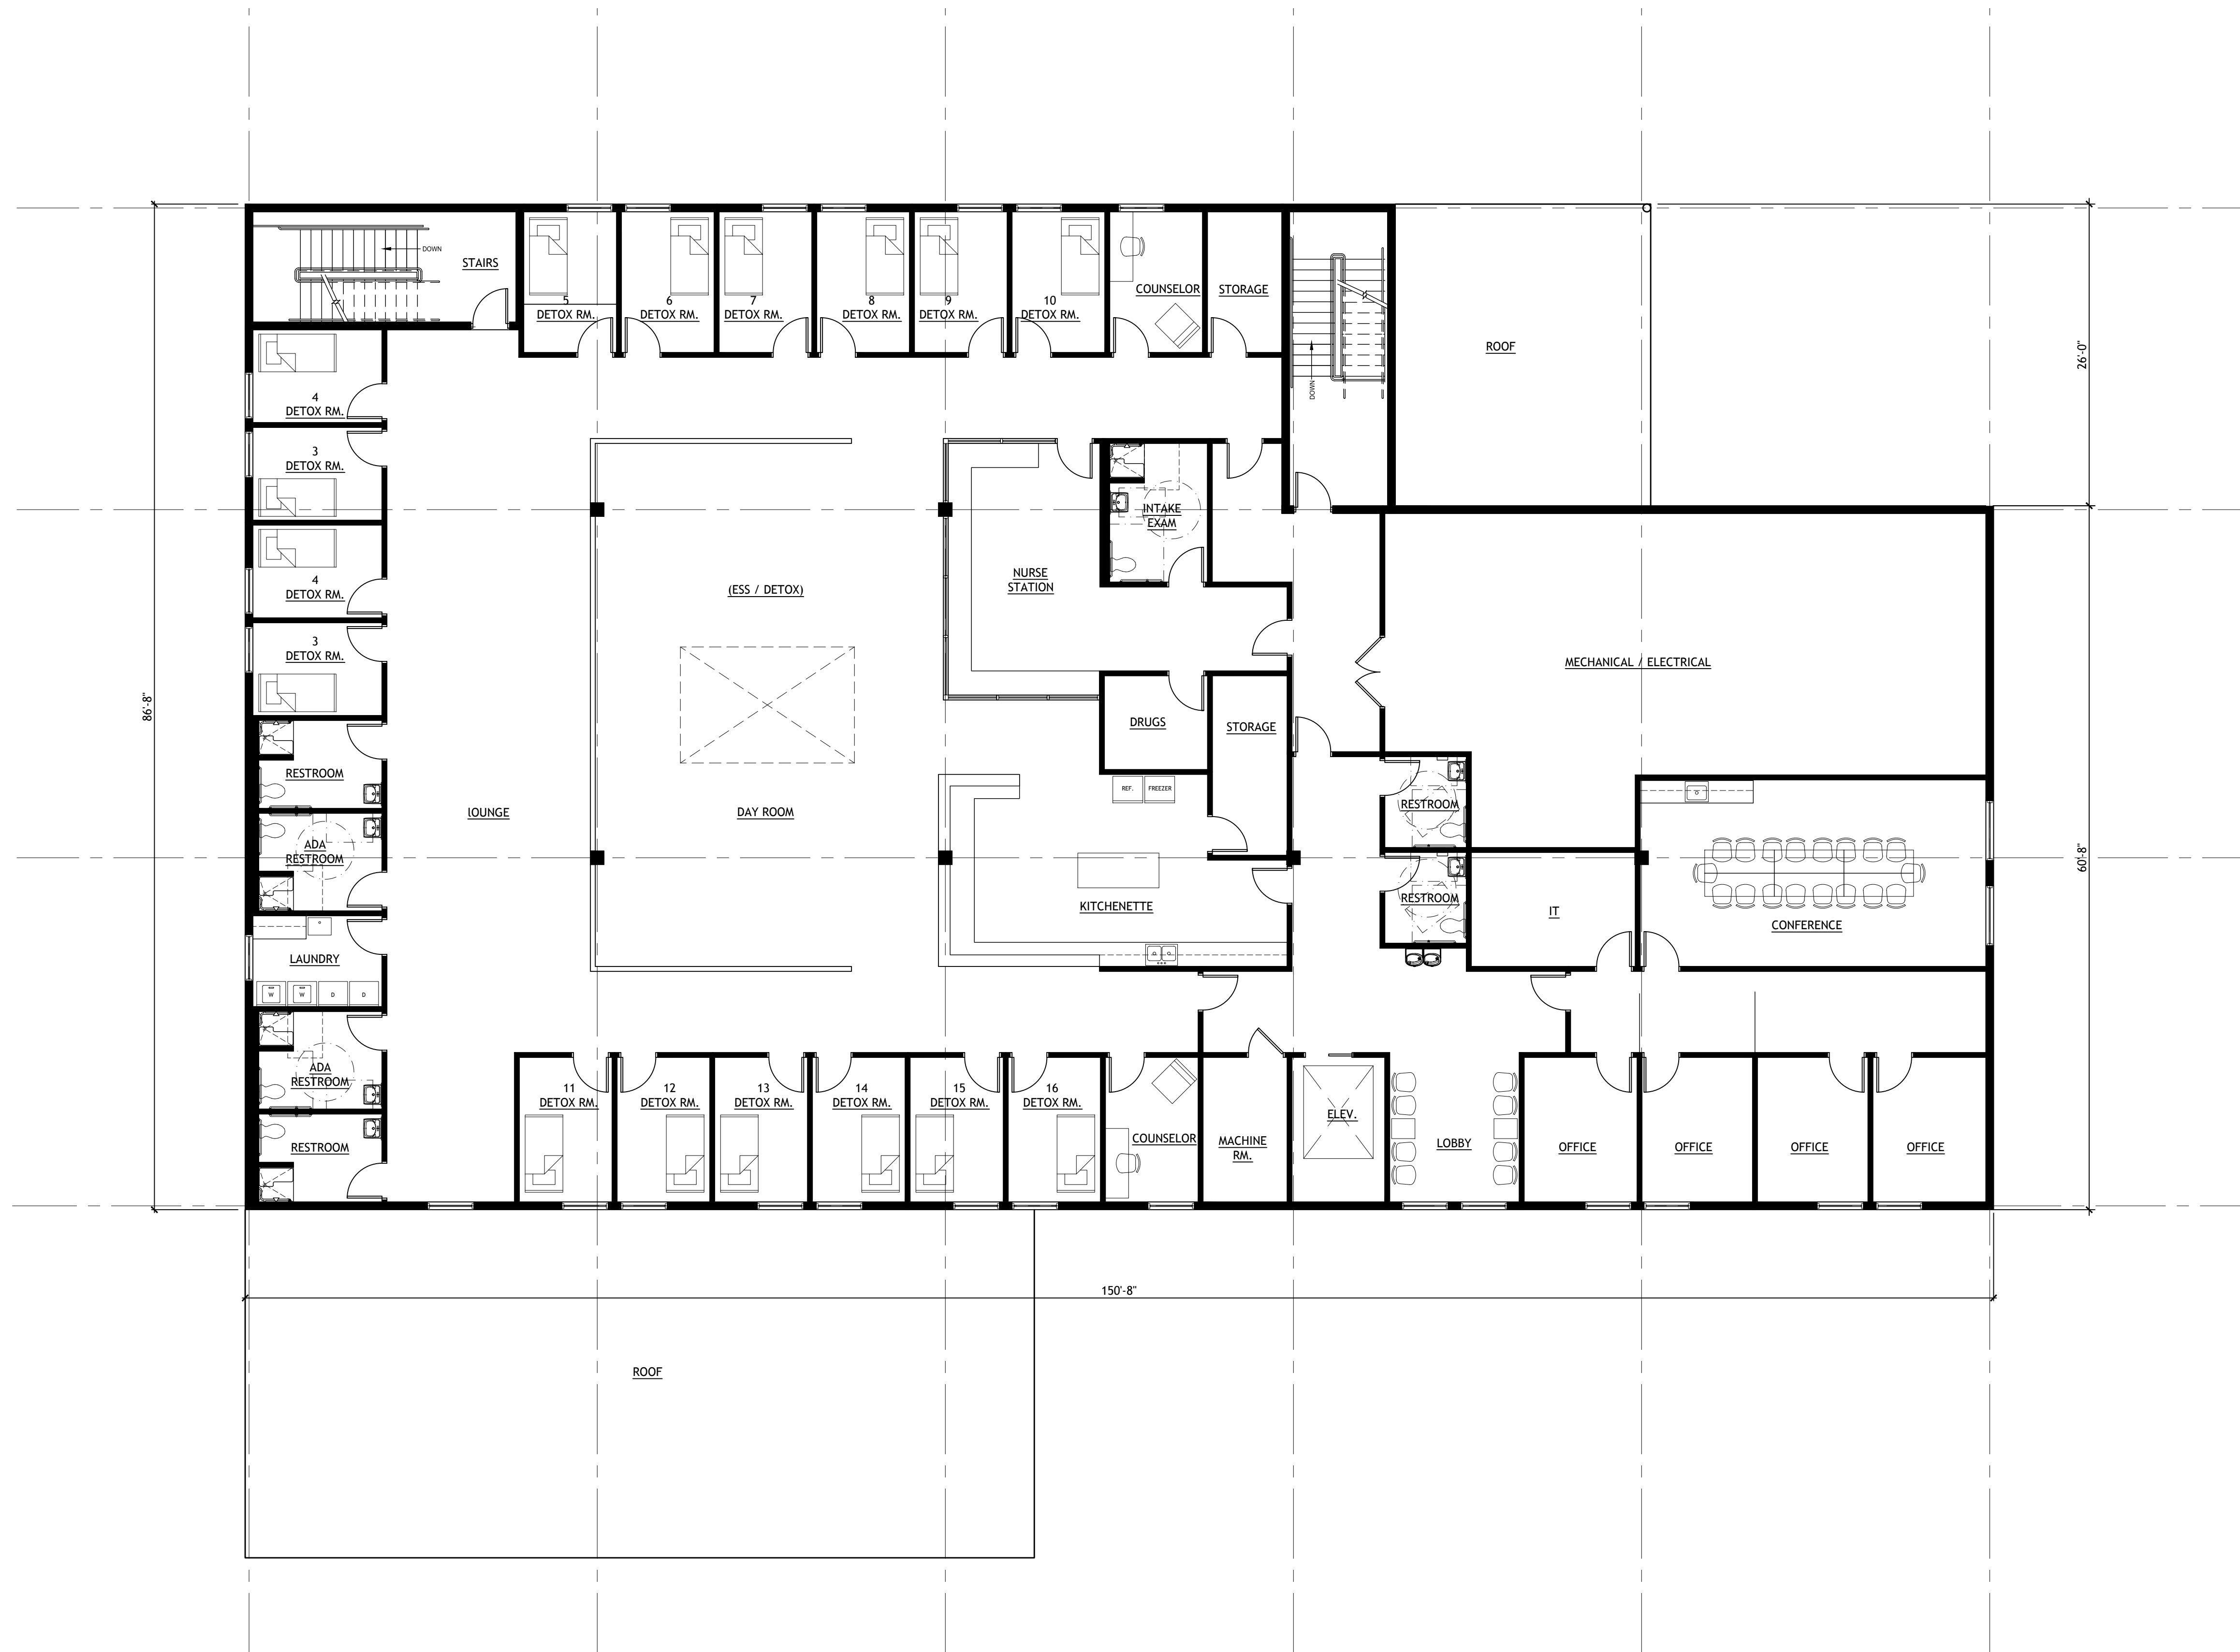 DOWN
STAIRS
5
DETOX RM.
6
DETOX RM.
7
DETOX RM.
8
DETOX RM.
9
DETOX RM.
10
DETOX RM.
COUNSELOR
STORAGE
DOWN
ROOF
26'-0"
4
DETOX RM.
3
DETOX RM.
4
DETOX RM.
3
DETOX RM.
INTAKE
EXAM
NURSE
STATION
(ESS / DETOX)
MECHANICAL / ELECTRICAL
86'-8"
DRUGS
STORAGE
RESTROOM
REF.
FREEZER
lOUNGE
DAY ROOM
RESTROOM
ADA
RESTROOM
60'-8"
KITCHENETTE
RESTROOM
IT
CONFERENCE
LAUNDRY
W
W
D
D
ADA
RESTROOM
11
DETOX RM.
12
DETOX RM.
13
DETOX RM.
14
DETOX RM.
15
DETOX RM.
16
DETOX RM.
COUNSELOR
MACHINE
RM.
ELEV.
LOBBY
OFFICE
OFFICE
OFFICE
OFFICE
RESTROOM
150'-8"
ROOF